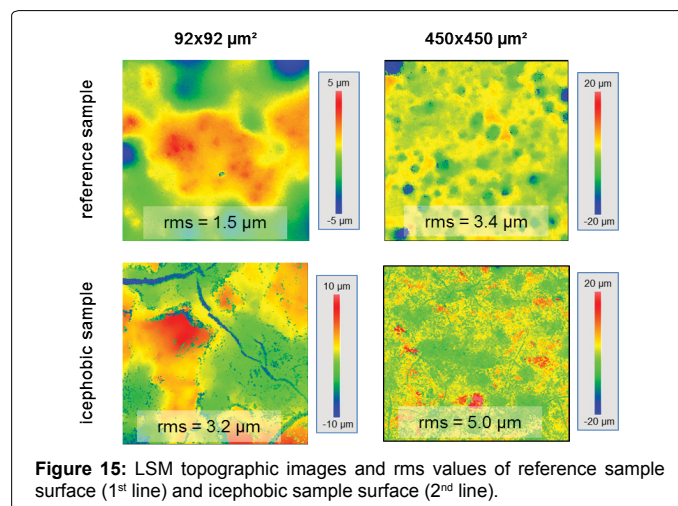 92x92 µm² 450x450 µm²
reference sample
5 µm
-5 µm
rms = 1.5 µm
20 µm
-20 µm
rms = 3.4 µm
icephobic sample
10 µm
-10 µm
rms = 3.2 µm
20 µm
-20 µm
rms = 5.0 µm
Figure 15: LSM topographic images and rms values of reference sample
surface (1st line) and icephobic sample surface (2nd line).